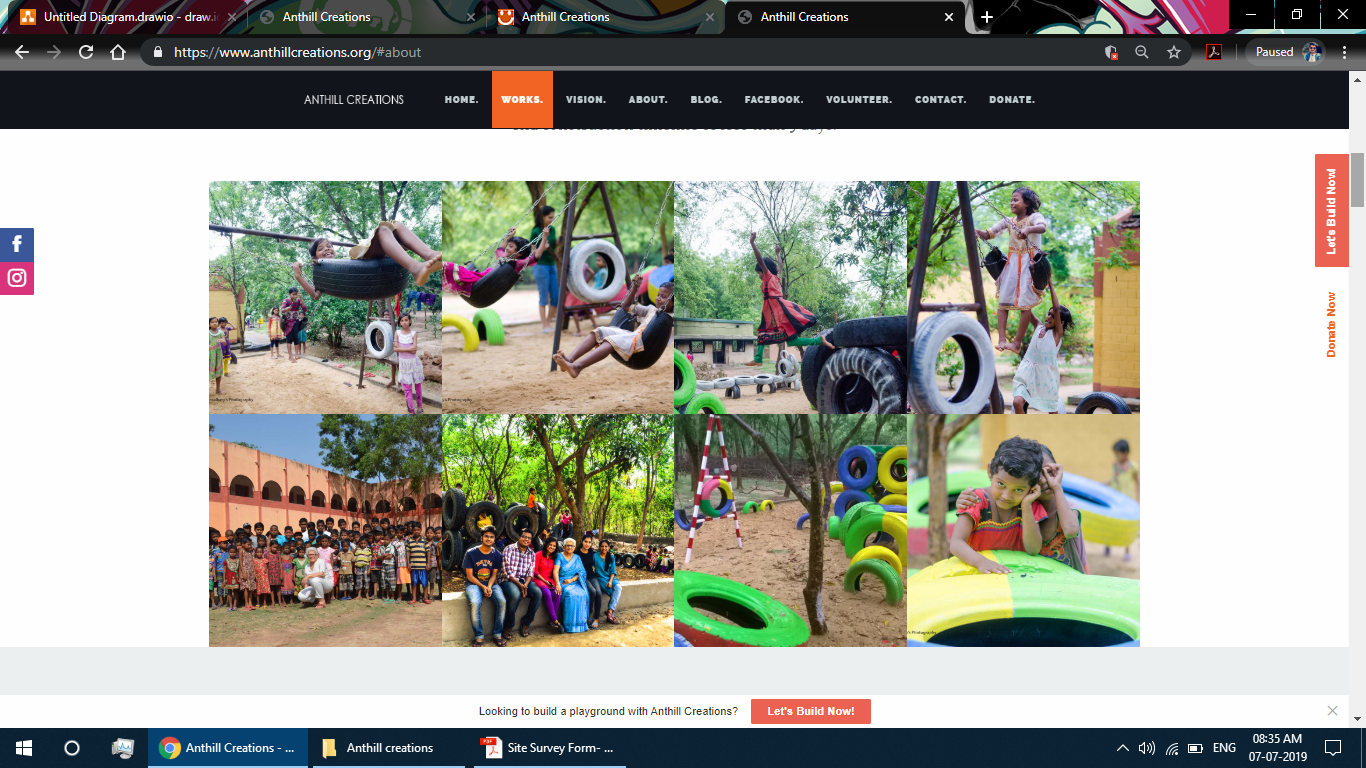 Untitled Diagram.drawio - draw.i
Anthill Creations
Anthill Creations
Anthill Creations
https://www.anthillcreations.org/#about
Paused
ANTHILL CREATIONS
HOME.
WORKS.
VISION.
ABOUT.
BLOG.
FACEBOOK.
VOLUNTEER.
CONTACT.
DONATE.
Let's Build Now!
Donate Now
Looking to build a playground with Anthill Creations?
Let's Build Now!
Anthill Creations - ...
Anthill creations
Site Survey Form- ...
ENG
08:35 AM
07-07-2019